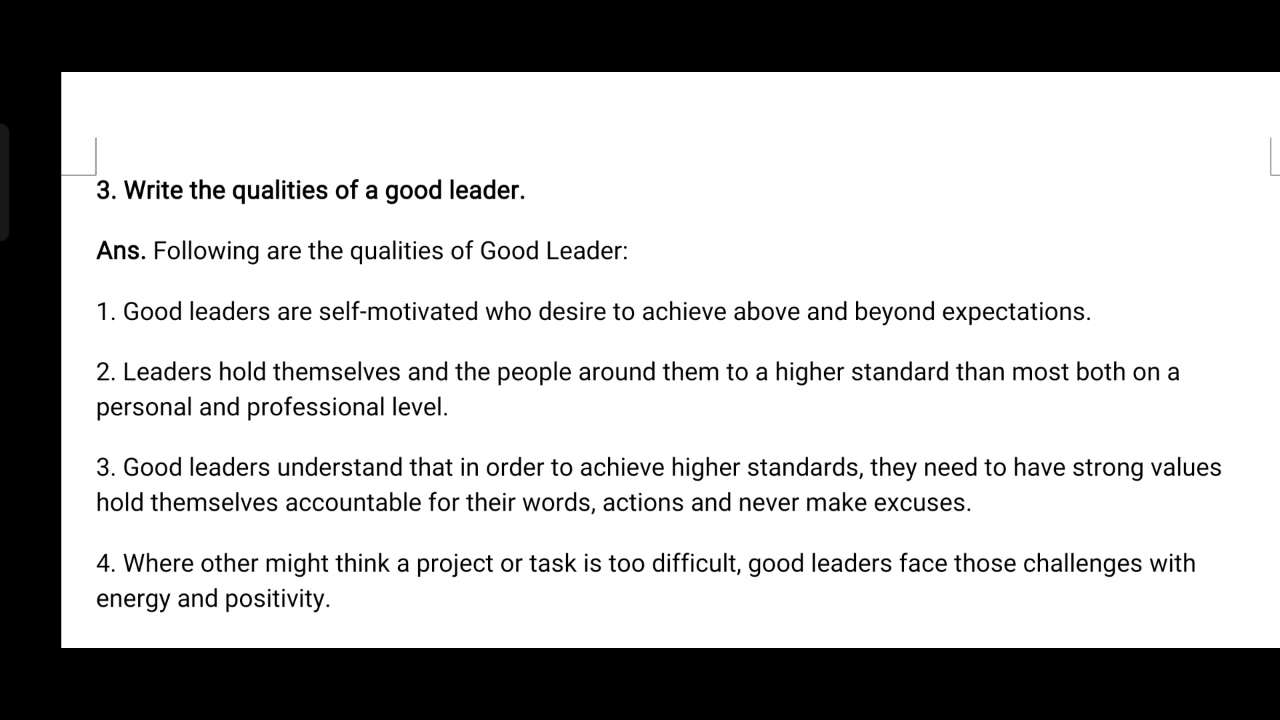 3. Write the qualities of a good leader.
Ans. Following are the qualities of Good Leader:
1. Good leaders are self-motivated who desire to achieve above and beyond expectations.
2. Leaders hold themselves and the people around them to a higher standard than most both on a
personal and professional level.
3. Good leaders understand that in order to achieve higher standards, they need to have strong values
hold themselves accountable for their words, actions and never make excuses.
4. Where other might think a project or task is too difficult, good leaders face those challenges with
energy and positivity.